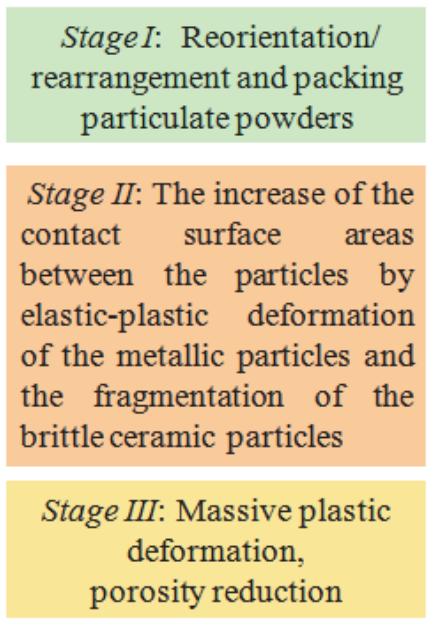 Stage I: Reorientation/
rearrangement and packing
particulate powders
Stage II: The increase of the
contact surface areas
between the particles by
elastic-plastic deformation
of the metallic particles and
the fragmentation of the
brittle ceramic particles
Stage III: Massive plastic
deformation,
porosity reduction